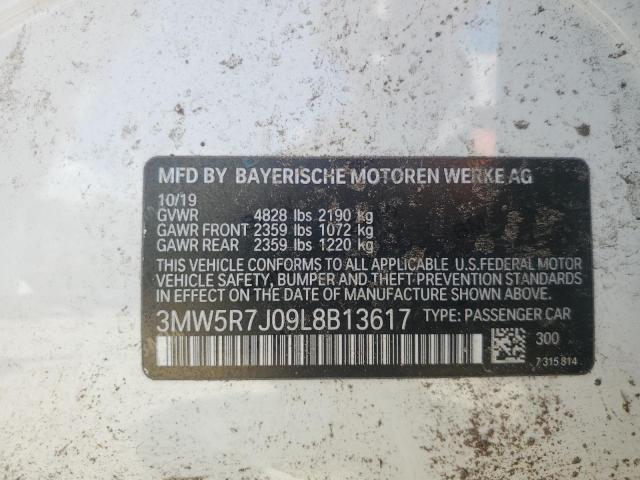 MFD BY BAYERISCHE MOTOREN WERKE AG
10/19
GVWR 4828 lbs 2190 kg
GAWR FRONT 2359 lbs 1072 kg
GAWR REAR 2359 lbs 1220 kg
THIS VEHICLE CONFORMS TO ALL APPLICABLE U.S.FEDERAL MOTOR
VEHICLE SAFETY, BUMPER AND THEFT PREVENTION STANDARDS
IN EFFECT ON THE DATE OF MANUFACTURE SHOWN ABOVE.
3MW5R7J09L8B13617 TYPE: PASSENGER CAR
300
7 315 814